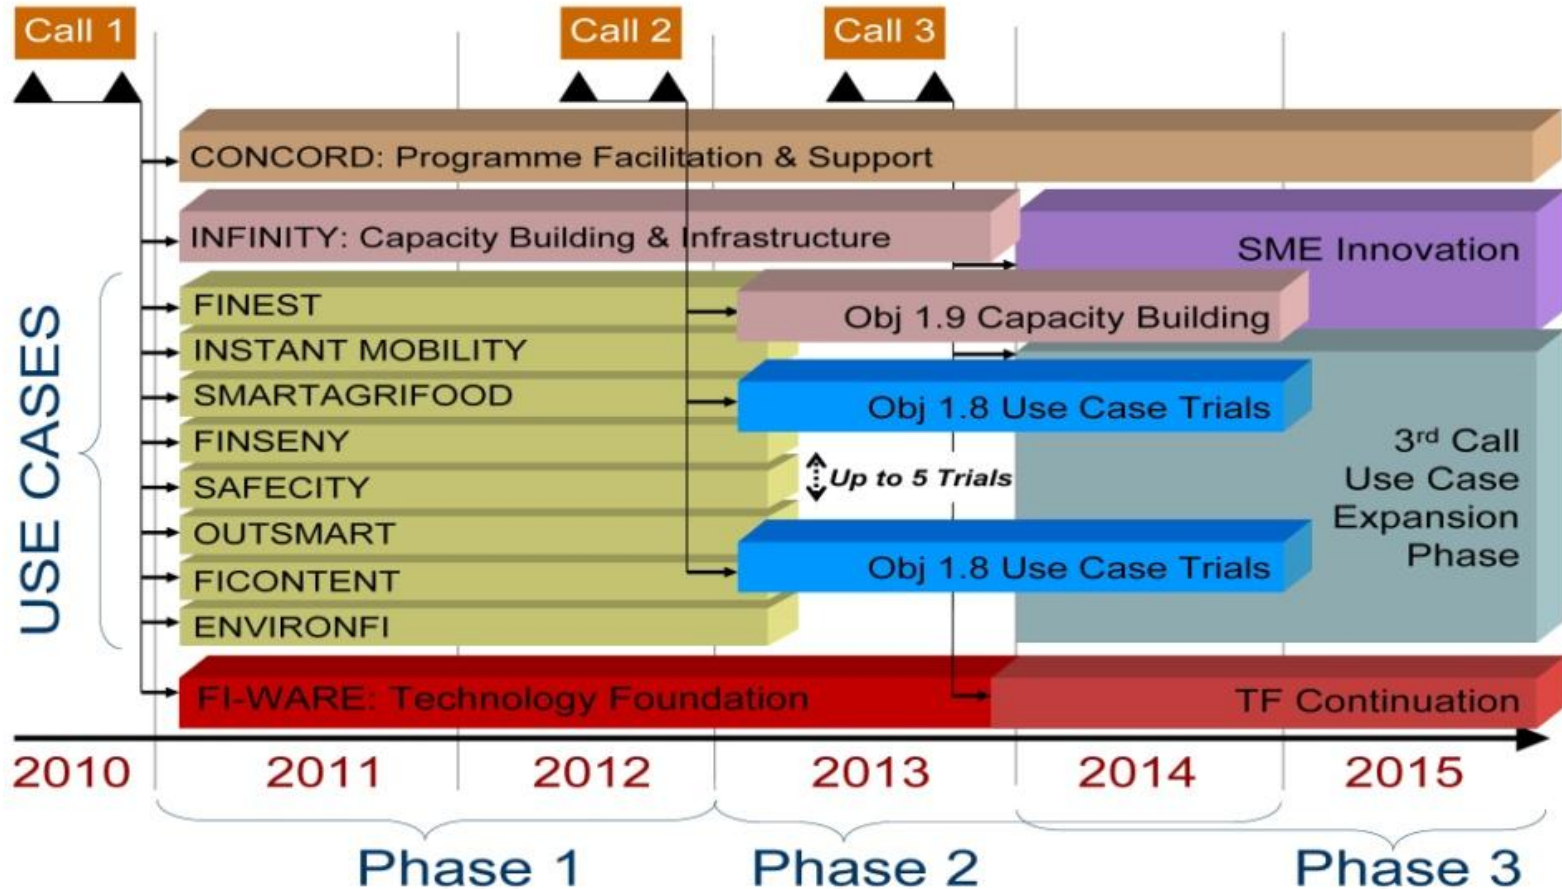 Call 1
Call 2
Call 3
CONCORD: Programme Facilitation & Support
INFINITY: Capacity Building & Infrastructure
SME Innovation
USE CASES
FINEST
Obj 1.9 Capacity Building
INSTANT MOBILITY
SMARTAGRIFOOD
Obj 1.8 Use Case Trials
FINSENY
3rd Call
Use Case
Expansion
Phase
SAFECITY
Up to 5 Trials
OUTSMART
FICONTENT
Obj 1.8 Use Case Trials
ENVIRONFI
FI-WARE: Technology Foundation
TF Continuation
2010
2011
2012
2013
2014
2015
Phase 1
Phase 2
Phase 3